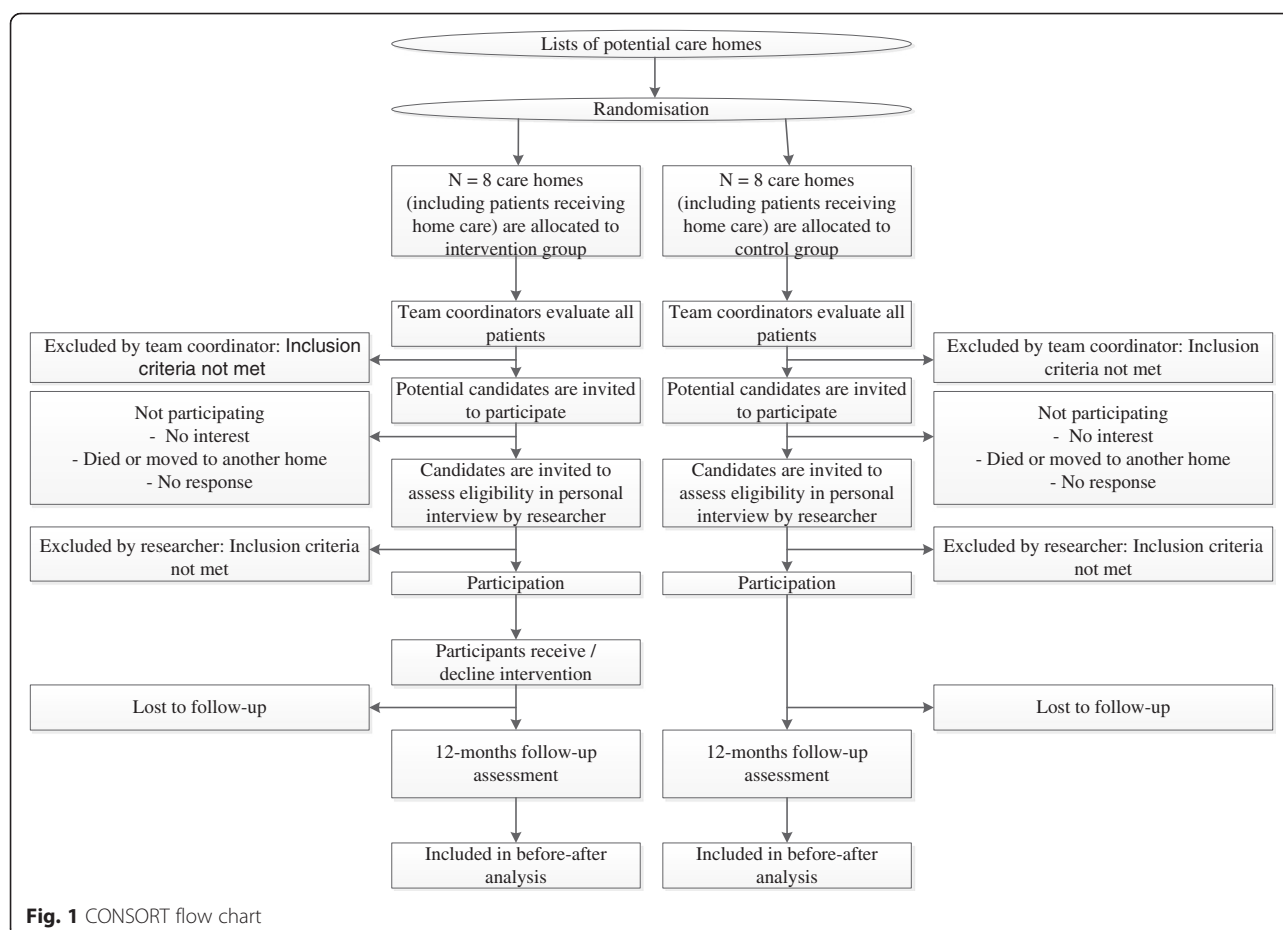 Lists of potential care homes
Randomisation
N = 8 care homes
(including patients receiving
home care) are allocated to
intervention group
N = 8 care homes
(including patients receiving
home care) are allocated to
control group
Team coordinators evaluate all
patients
Team coordinators evaluate all
patients
Excluded by team coordinator: Inclusion
criteria not met
Excluded by team coordinator: Inclusion
criteria not met
Potential candidates are invited
to participate
Potential candidates are invited
to participate
Not participating
- No interest
- Died or moved to another home
- No response
Not participating
- No interest
- Died or moved to another home
- No response
Candidates are invited to
assess eligibility in personal
interview by researcher
Candidates are invited to
assess eligibility in personal
interview by researcher
Excluded by researcher: Inclusion criteria
not met
Excluded by researcher: Inclusion criteria
not met
Participation
Participation
Participants receive /
decline intervention
Lost to follow-up
Lost to follow-up
12-months follow-up
assessment
12-months follow-up
assessment
Included in before-after
analysis
Included in before-after
analysis
Fig. 1 CONSORT flow chart